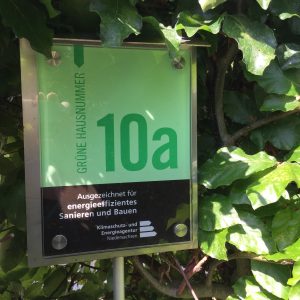 GRÜNE HAUSNUMMER
10a
Ausgezeichnet für
energieeffizientes
Sanieren und Bauen
Klimaschutz- und
Energieagentur
Niedersachsen